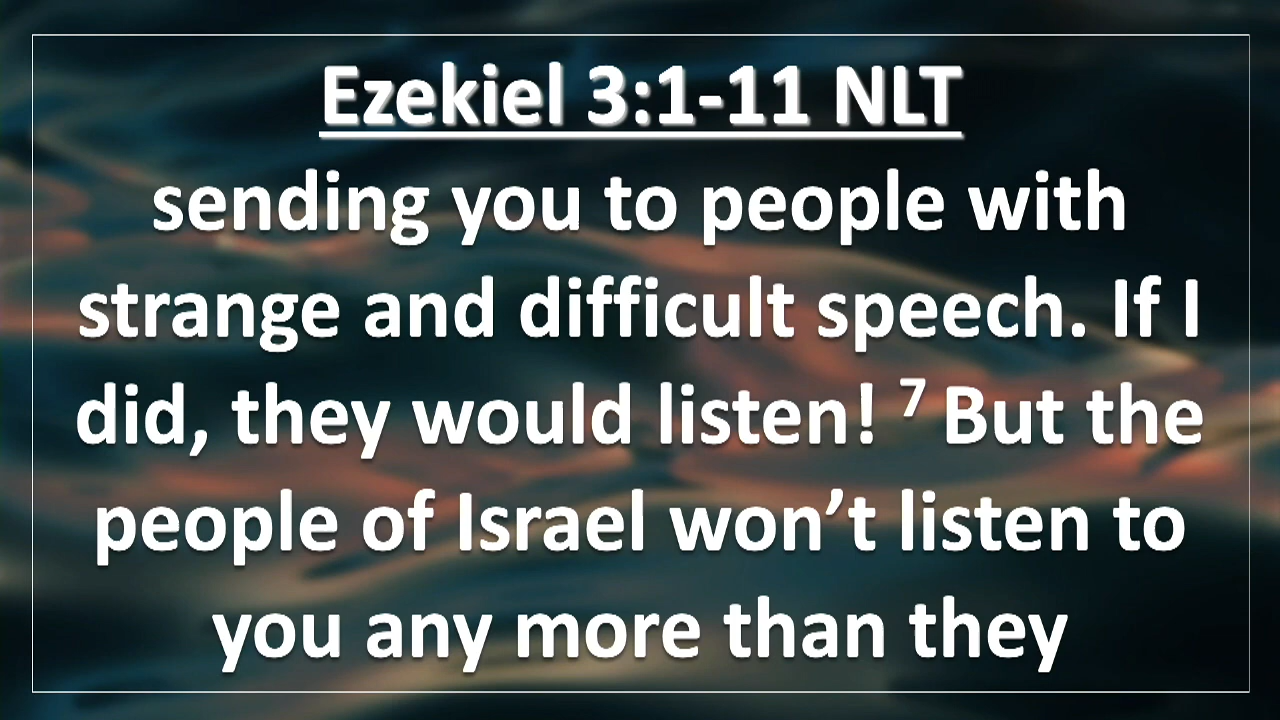 Ezekiel 3:1-11 NLT
sending you to people with
strange and difficult speech. If I
did, they would listen! ⁷ But the
people of Israel won’t listen to
you any more than they